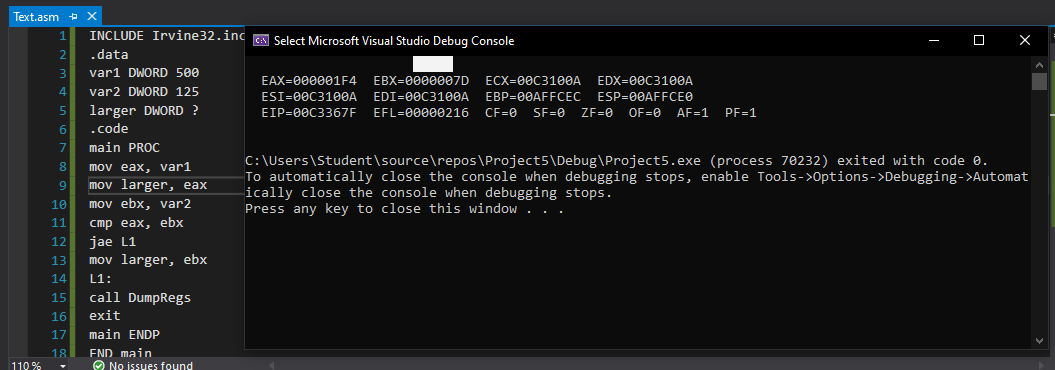 Text.asm
1 INCLUDE Irvine32.inc
2 .data
3 var1 DWORD 500
4 var2 DWORD 125
5 larger DWORD ?
6 .code
7 main PROC
8 mov eax, var1
9 mov larger, eax
10 mov ebx, var2
11 cmp eax, ebx
12 jae L1
13 mov larger, ebx
14 L1:
15 call DumpRegs
16 exit
17 main ENDP
18 END main
110 % No issues found
Select Microsoft Visual Studio Debug Console
EAX=000001F4 EBX=0000007D ECX=00C3100A EDX=00C3100A
ESI=00C3100A EDI=00C3100A EBP=00AFFCEC ESP=00AFFCE0
EIP=00C3367F EFL=00000216 CF=0 SF=0 ZF=0 OF=0 AF=1 PF=1
C:\Users\Student\source\repos\Project5\Debug\Project5.exe (process 70232) exited with code 0.
To automatically close the console when debugging stops, enable Tools->Options->Debugging->Automat
ically close the console when debugging stops.
Press any key to close this window . . .